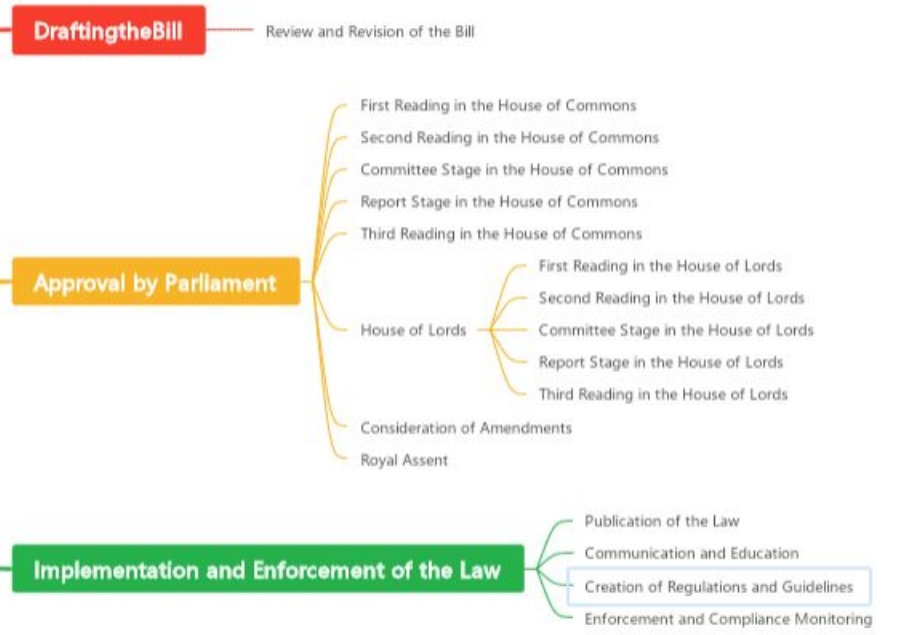 DraftingtheBill
Review and Revision of the Bill
Approval by Parliament
First Reading in the House of Commons
Second Reading in the House of Commons
Committee Stage in the House of Commons
Report Stage in the House of Commons
Third Reading in the House of Commons
House of Lords
First Reading in the House of Lords
Second Reading in the House of Lords
Committee Stage in the House of Lords
Report Stage in the House of Lords
Third Reading in the House of Lords
Consideration of Amendments
Royal Assent
Implementation and Enforcement of the Law
Publication of the Law
Communication and Education
Creation of Regulations and Guidelines
Enforcement and Compliance Monitoring